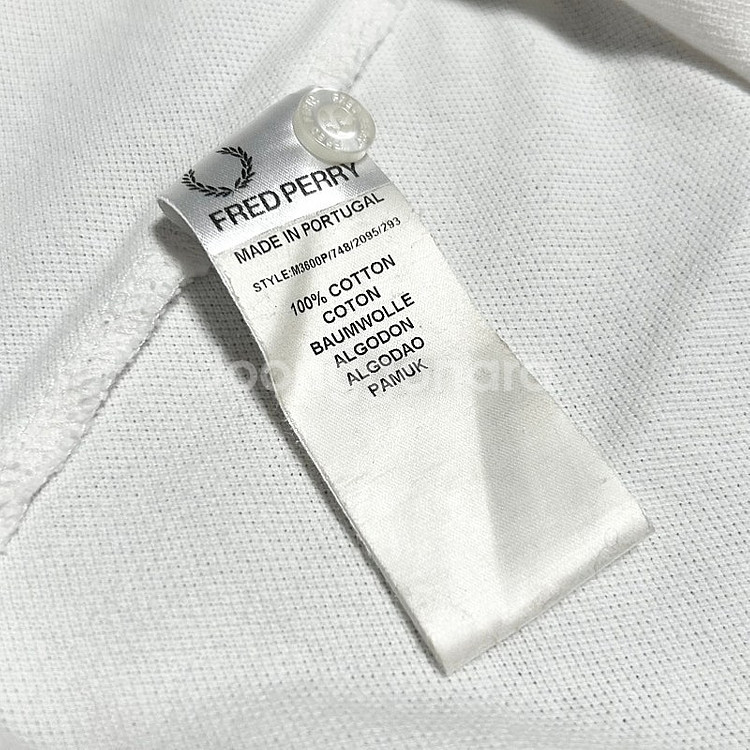 FRED PERRY
MADE IN PORTUGAL
STYLE:M3600P/748/2095/293
100% COTTON
COTON
BAUMWOLLE
ALGODON
ALGODAO
PAMUK